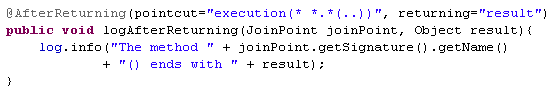 @AfterReturning(pointcut="execution(* *.*(..))", returning="result")
public void logAfterReturning(JoinPoint joinPoint, Object result){
log.info("The method " + joinPoint.getSignature().getName()
+ "() ends with " + result);
}